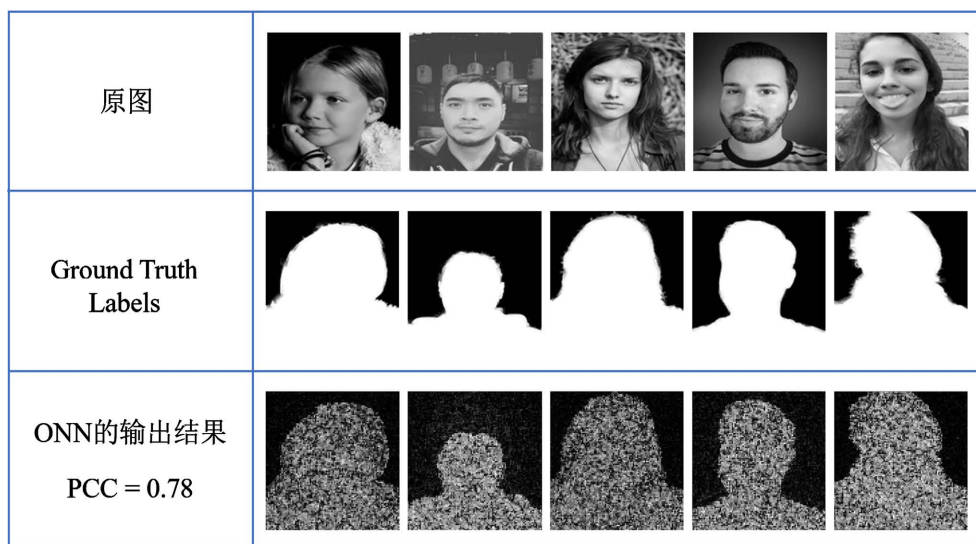 原图
Ground Truth
Labels
ONN的输出结果
PCC = 0.78